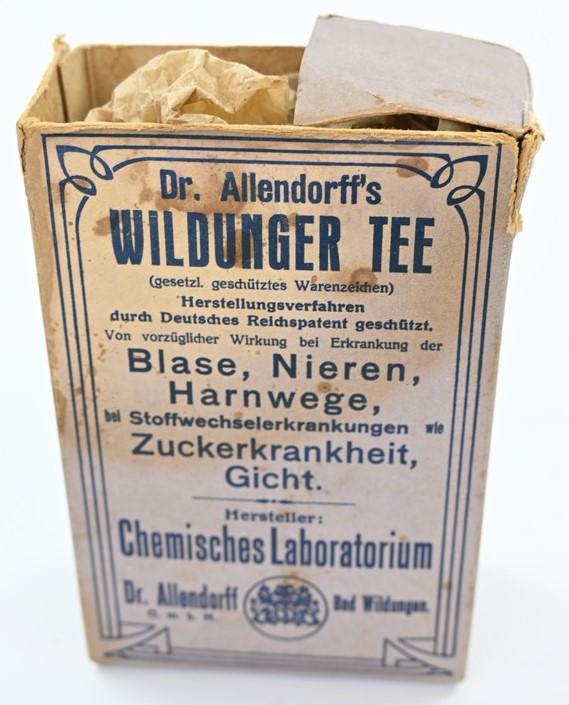 Dr. Allendorff's
WILDUNGER TEE
(gesetzl. geschütztes Warenzeichen)
Herstellungsverfahren
durch Deutsches Reichspatent geschützt.
Von vorzüglicher Wirkung bei Erkrankung der
Blase, Nieren,
Harnwege,
bei Stoffwechselerkrankungen wie
Zuckerkrankheit,
Gicht.
Hersteller:
Chemisches Laboratorium
Dr. Allendorff Bad Wildungen.
G. m. b. H.